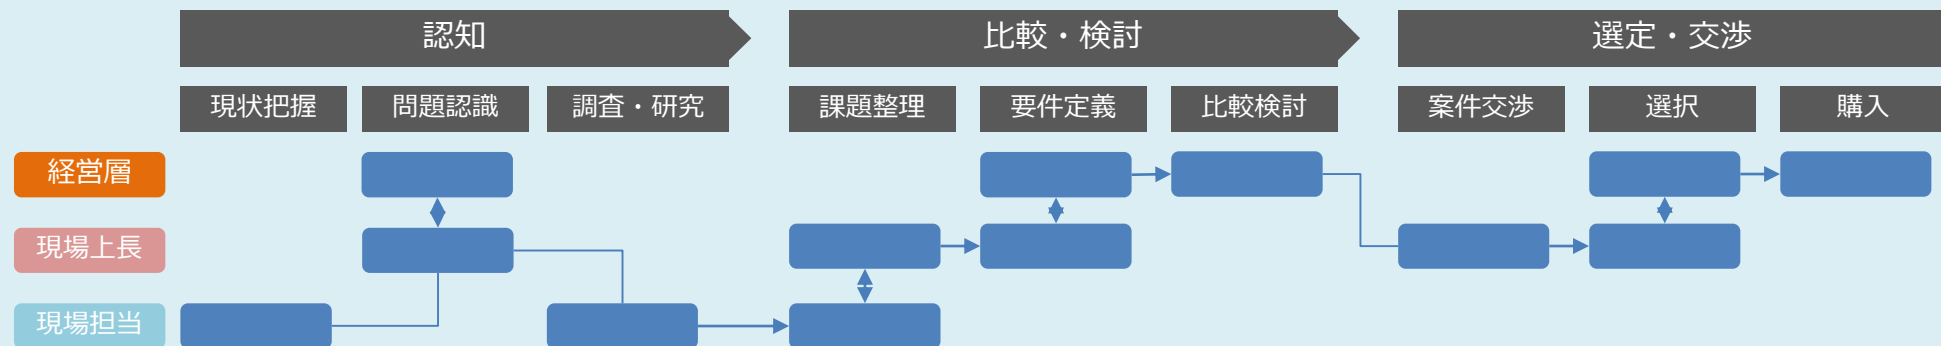 認知
比較・検討
選定・交渉
現状把握
問題認識
調査・研究
課題整理
要件定義
比較検討
案件交渉
選択
購入
経営層
現場上長
現場担当